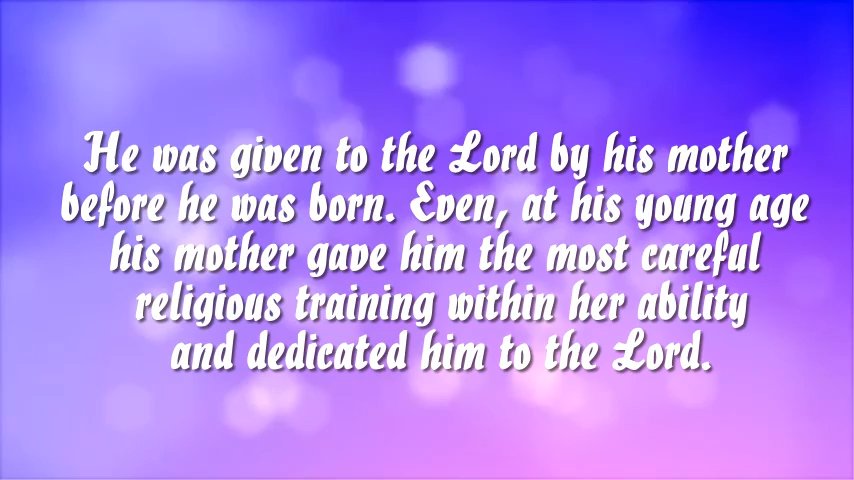 He was given to the Lord by his mother
before he was born. Even, at his young age
his mother gave him the most careful
religious training within her ability
and dedicated him to the Lord.